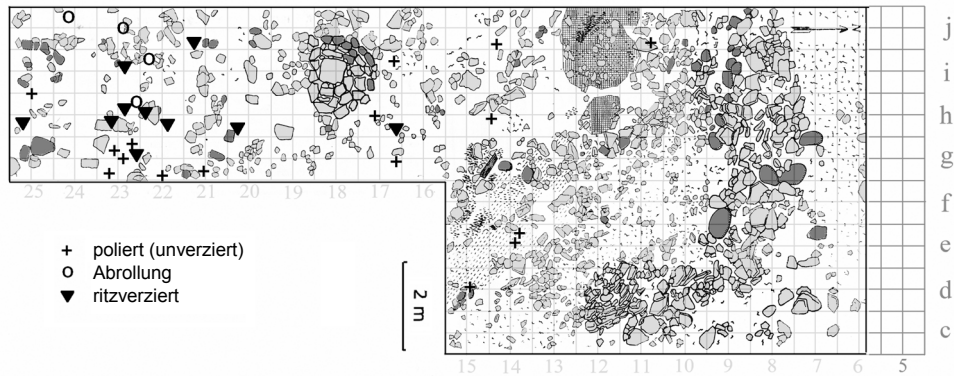 j
i
h
g
25 24 23 22 21 20 19 18 17 16
f
+ poliert (unverziert)
e
o Abrollung
▼ ritzverziert
d
2 m
c
15 14 13 12 11 10 9 8 7 6 5